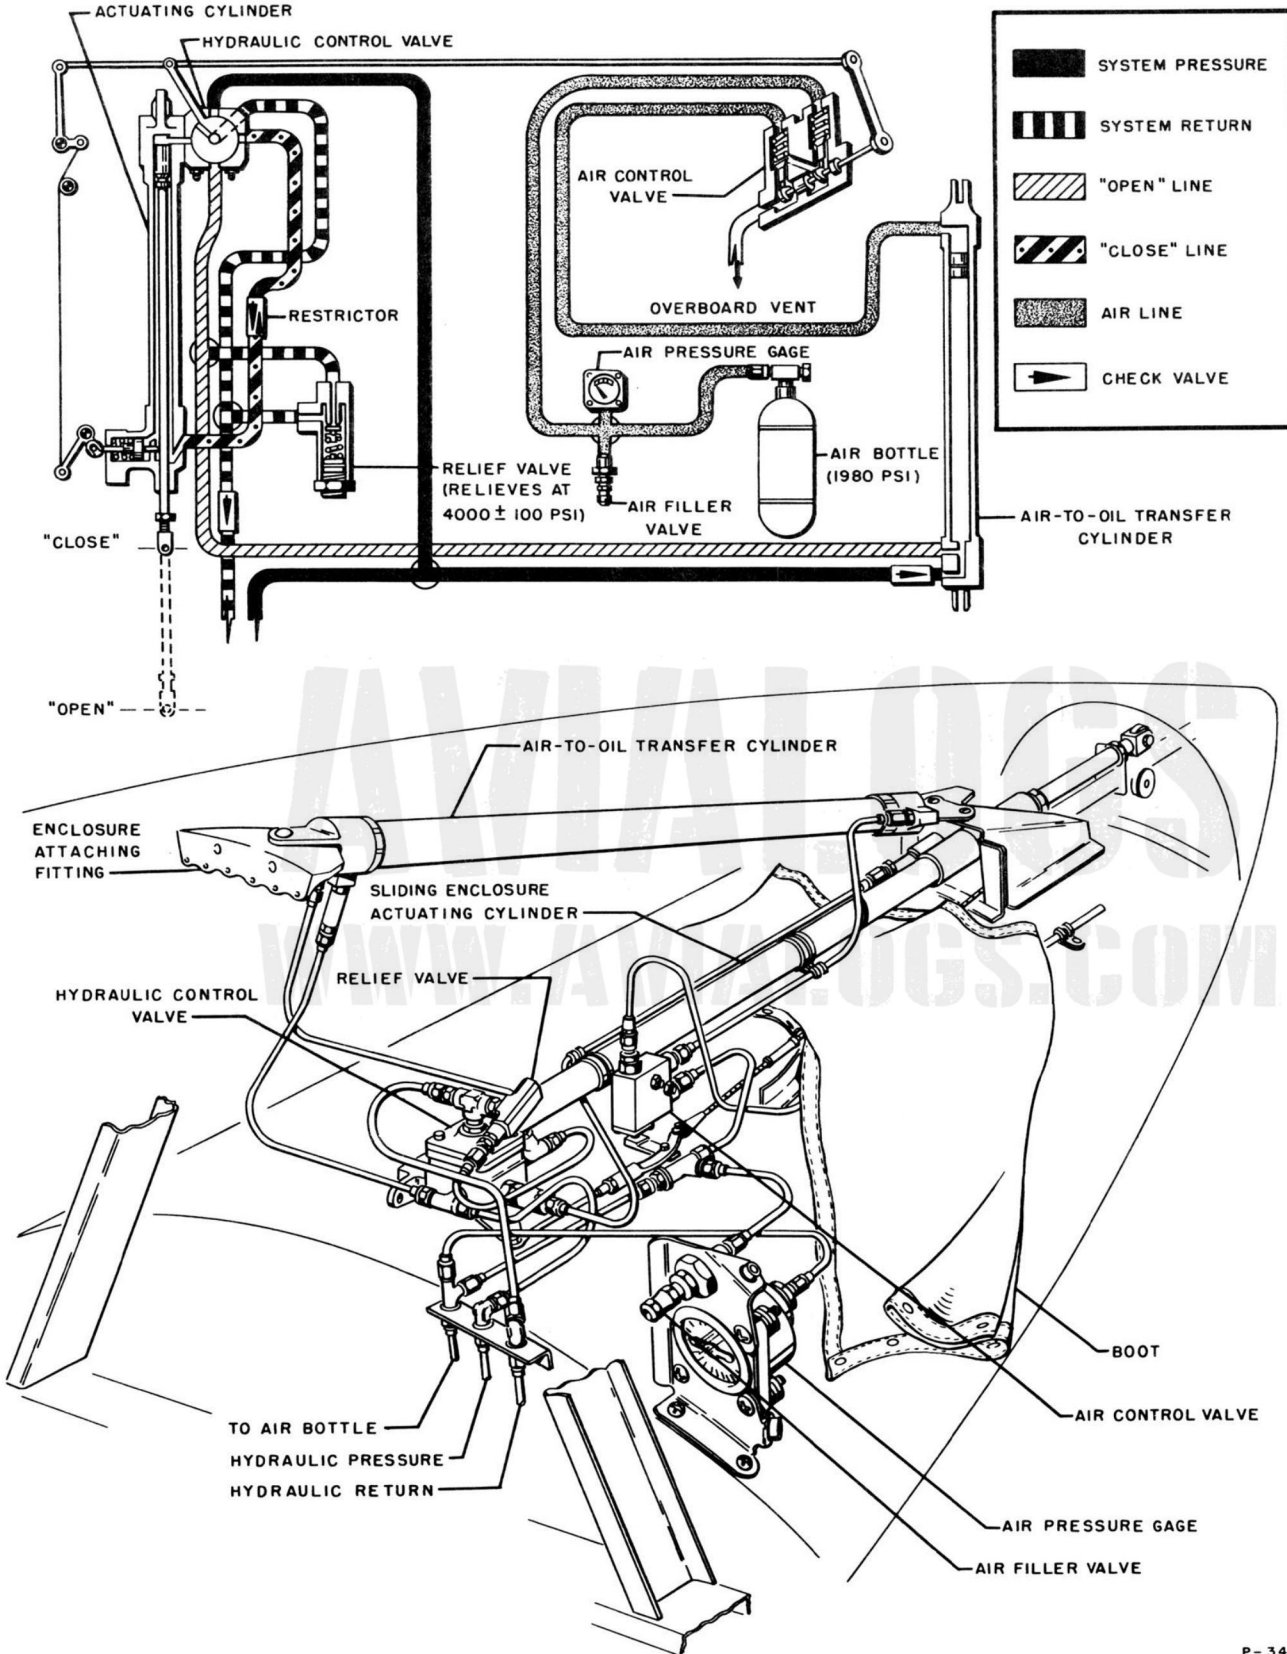 ACTUATING CYLINDER
HYDRAULIC CONTROL VALVE
SYSTEM PRESSURE
SYSTEM RETURN
"OPEN" LINE
"CLOSE" LINE
AIR LINE
CHECK VALVE
AIR CONTROL
VALVE
OVERBOARD VENT
RESTRICTOR
AIR PRESSURE GAGE
RELIEF VALVE
(RELIEVES AT
4000 ± 100 PSI)
AIR FILLER
VALVE
AIR BOTTLE
(1980 PSI)
AIR-TO-OIL TRANSFER
CYLINDER
"CLOSE"
"OPEN"
AVIALOGS
WWW.AVIALOGS.COM
AIR-TO-OIL TRANSFER CYLINDER
ENCLOSURE
ATTACHING
FITTING
SLIDING ENCLOSURE
ACTUATING CYLINDER
RELIEF VALVE
HYDRAULIC CONTROL
VALVE
TO AIR BOTTLE
HYDRAULIC PRESSURE
HYDRAULIC RETURN
BOOT
AIR CONTROL VALVE
AIR PRESSURE GAGE
AIR FILLER VALVE
P-34